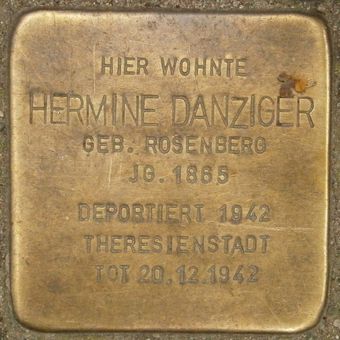 HIER WOHNTE
HERMINE DANZIGER
GEB. ROSENBERG
JG. 1865
DEPORTIERT 1942
THERESIENSTADT
TOT 20.12.1942